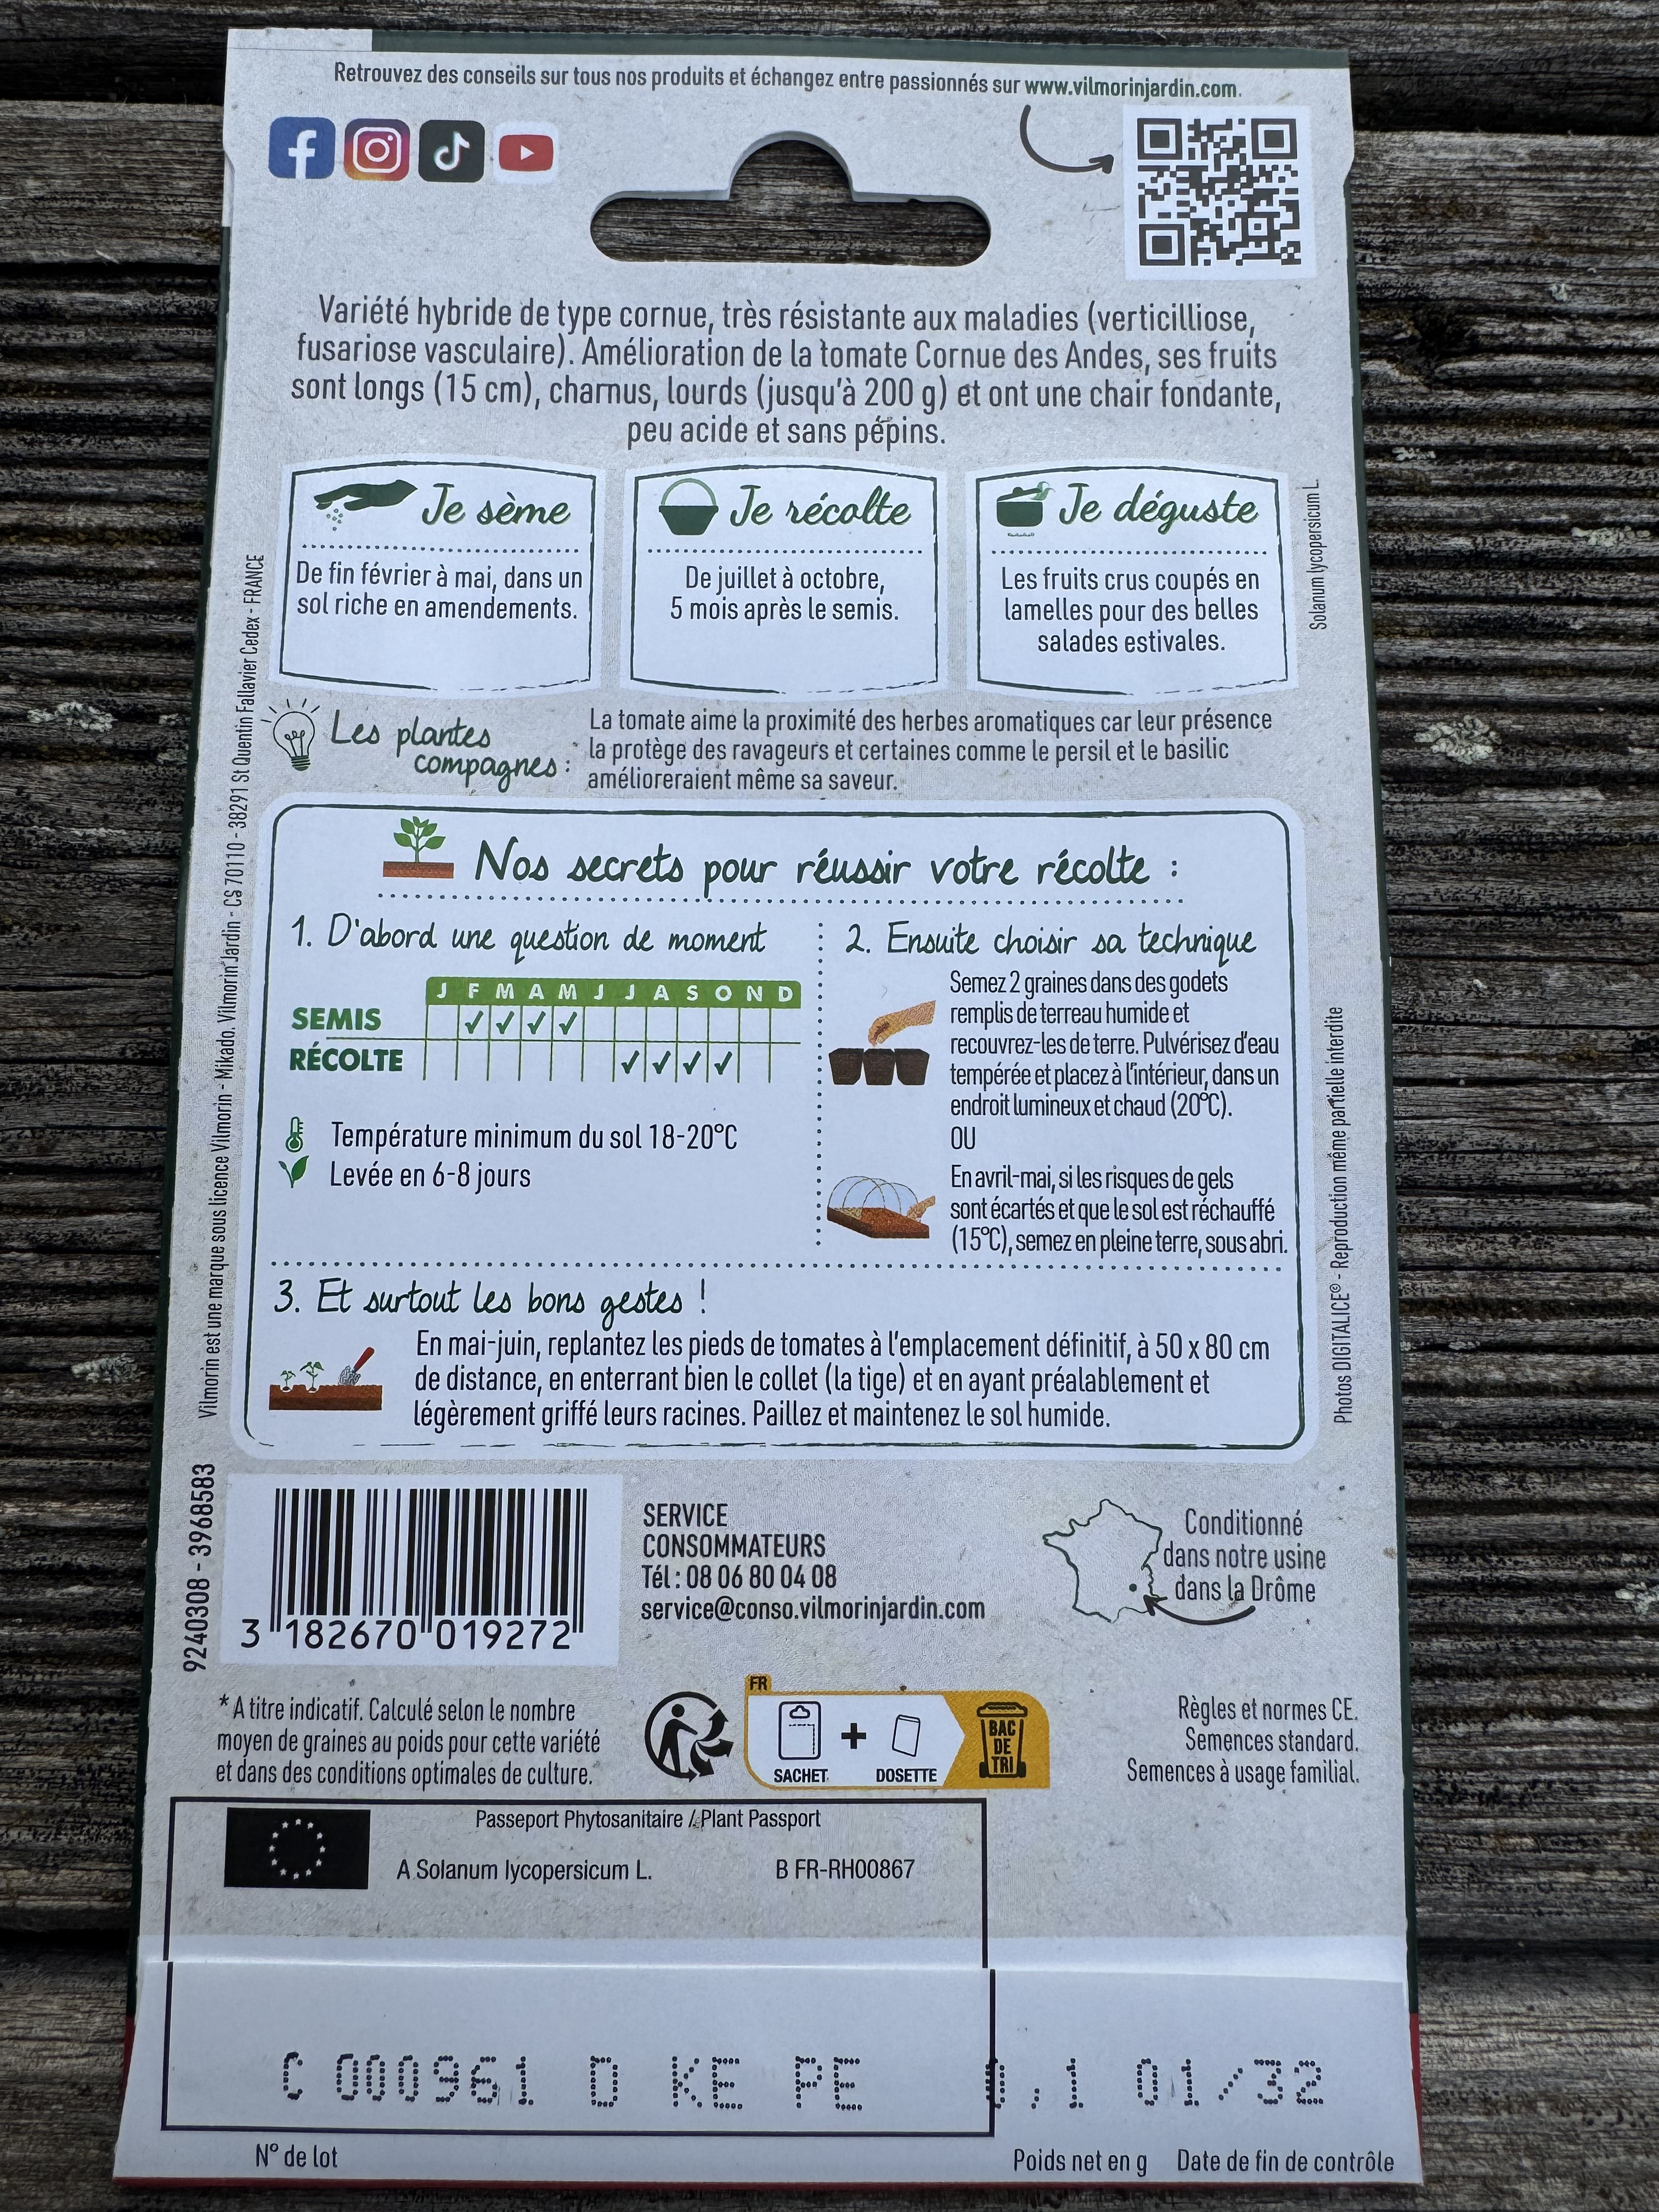 Retrouvez des conseils sur tous nos produits et échangez entre passionnés sur www.vilmorinjardin.com.
Variété hybride de type cornue, très résistante aux maladies (verticilliose,
fusariose vasculaire). Amélioration de la tomate Cornue des Andes, ses fruits
sont longs (15 cm), charnus, lourds (jusqu'à 200 g) et ont une chair fondante,
peu acide et sans pépins.
Je sème
De fin février à mai, dans un
sol riche en amendements.
Je récolte
De juillet à octobre,
5 mois après le semis.
Je déguste
Les fruits crus coupés en
lamelles pour des belles
salades estivales.
Solanum lycopersicum L.
Les plantes
compagnes :
La tomate aime la proximité des herbes aromatiques car leur présence
la protège des ravageurs et certaines comme le persil et le basilic
amélioreraient même sa saveur.
Nos secrets pour réussir votre récolte :
1. D'abord une question de moment
J F M A M J J A S O N D
SEMIS ✓ ✓ ✓ ✓
RÉCOLTE ✓ ✓ ✓ ✓
Température minimum du sol 18-20°C
Levée en 6-8 jours
2. Ensuite choisir sa technique
Semez 2 graines dans des godets
remplis de terreau humide et
recouvrez-les de terre. Pulvérisez d'eau
tempérée et placez à l'intérieur, dans un
endroit lumineux et chaud (20°C).
OU
En avril-mai, si les risques de gels
sont écartés et que le sol est réchauffé
(15°C), semez en pleine terre, sous abri.
3. Et surtout les bons gestes !
En mai-juin, replantez les pieds de tomates à l'emplacement définitif, à 50 x 80 cm
de distance, en enterrant bien le collet (la tige) et en ayant préalablement et
légèrement griffé leurs racines. Paillez et maintenez le sol humide.
Vilmorin est une marque sous licence Vilmorin - Mikado. Vilmorin Jardin - CS 70110 - 38291 St Quentin Fallavier Cedex - FRANCE
Photos DIGITALICE© - Reproduction même partielle interdite
9240308 - 3968583
3 182670 019272
SERVICE
CONSOMMATEURS
Tél : 08 06 80 04 08
service@conso.vilmorinjardin.com
Conditionné
dans notre usine
dans la Drôme
* A titre indicatif. Calculé selon le nombre
moyen de graines au poids pour cette variété
et dans des conditions optimales de culture.
FR
SACHET + DOSETTE
BAC
DE
TRI
Règles et normes CE.
Semences standard.
Semences à usage familial.
Passeport Phytosanitaire / Plant Passport
A Solanum lycopersicum L. B FR-RH00867
C 000961 D KE PE 0,1 01/32
N° de lot Poids net en g Date de fin de contrôle